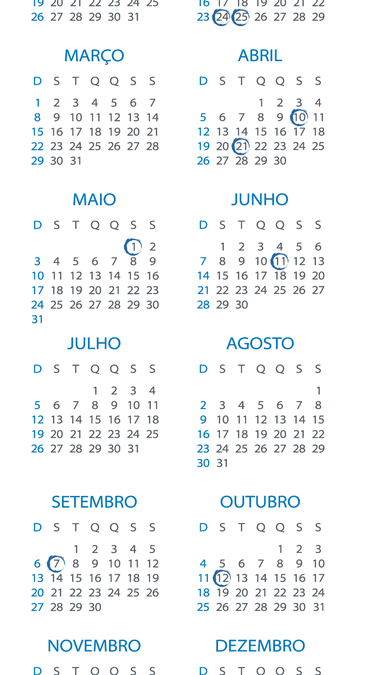 19 20 21 22 23 24 25
26 27 28 29 30 31
16 17 18 19 20 21 22
23 24 25 26 27 28 29
MARÇO
D S T Q Q S S
1 2 3 4 5 6 7
8 9 10 11 12 13 14
15 16 17 18 19 20 21
22 23 24 25 26 27 28
29 30 31
ABRIL
D S T Q Q S S
1 2 3 4
5 6 7 8 9 10 11
12 13 14 15 16 17 18
19 20 21 22 23 24 25
26 27 28 29 30
MAIO
D S T Q Q S S
1 2
3 4 5 6 7 8 9
10 11 12 13 14 15 16
17 18 19 20 21 22 23
24 25 26 27 28 29 30
31
JUNHO
D S T Q Q S S
1 2 3 4 5 6
7 8 9 10 11 12 13
14 15 16 17 18 19 20
21 22 23 24 25 26 27
28 29 30
JULHO
D S T Q Q S S
1 2 3 4
5 6 7 8 9 10 11
12 13 14 15 16 17 18
19 20 21 22 23 24 25
26 27 28 29 30 31
AGOSTO
D S T Q Q S S
1
2 3 4 5 6 7 8
9 10 11 12 13 14 15
16 17 18 19 20 21 22
23 24 25 26 27 28 29
30 31
SETEMBRO
D S T Q Q S S
1 2 3 4 5
6 7 8 9 10 11 12
13 14 15 16 17 18 19
20 21 22 23 24 25 26
27 28 29 30
OUTUBRO
D S T Q Q S S
1 2 3
4 5 6 7 8 9 10
11 12 13 14 15 16 17
18 19 20 21 22 23 24
25 26 27 28 29 30 31
NOVEMBRO
D S T Q Q S S
DEZEMBRO
D S T Q Q S S